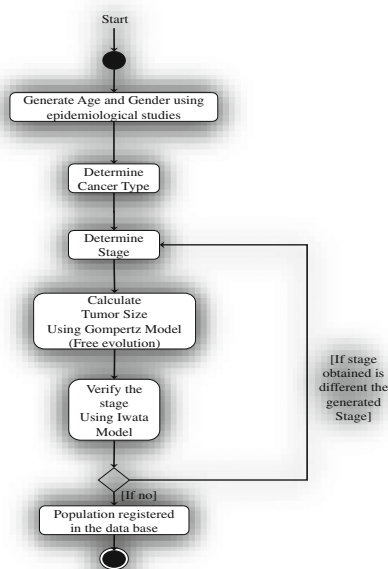 Start
Generate Age and Gender using
epidemiological studies
Determine
Cancer Type
Determine
Stage
Calculate
Tumor Size
Using Gompertz Model
(Free evolution)
[If stage
obtained is
different the
generated
Stage]
Verify the
stage
Using Iwata
Model
[If no]
Population registered
in the data base